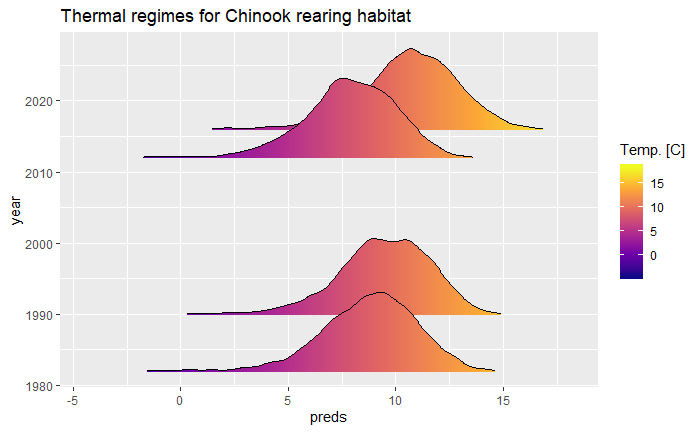 Thermal regimes for Chinook rearing habitat
year
2020
2010
2000
1990
1980
-5 0 5 10 15
preds
Temp. [C]
15
10
5
0